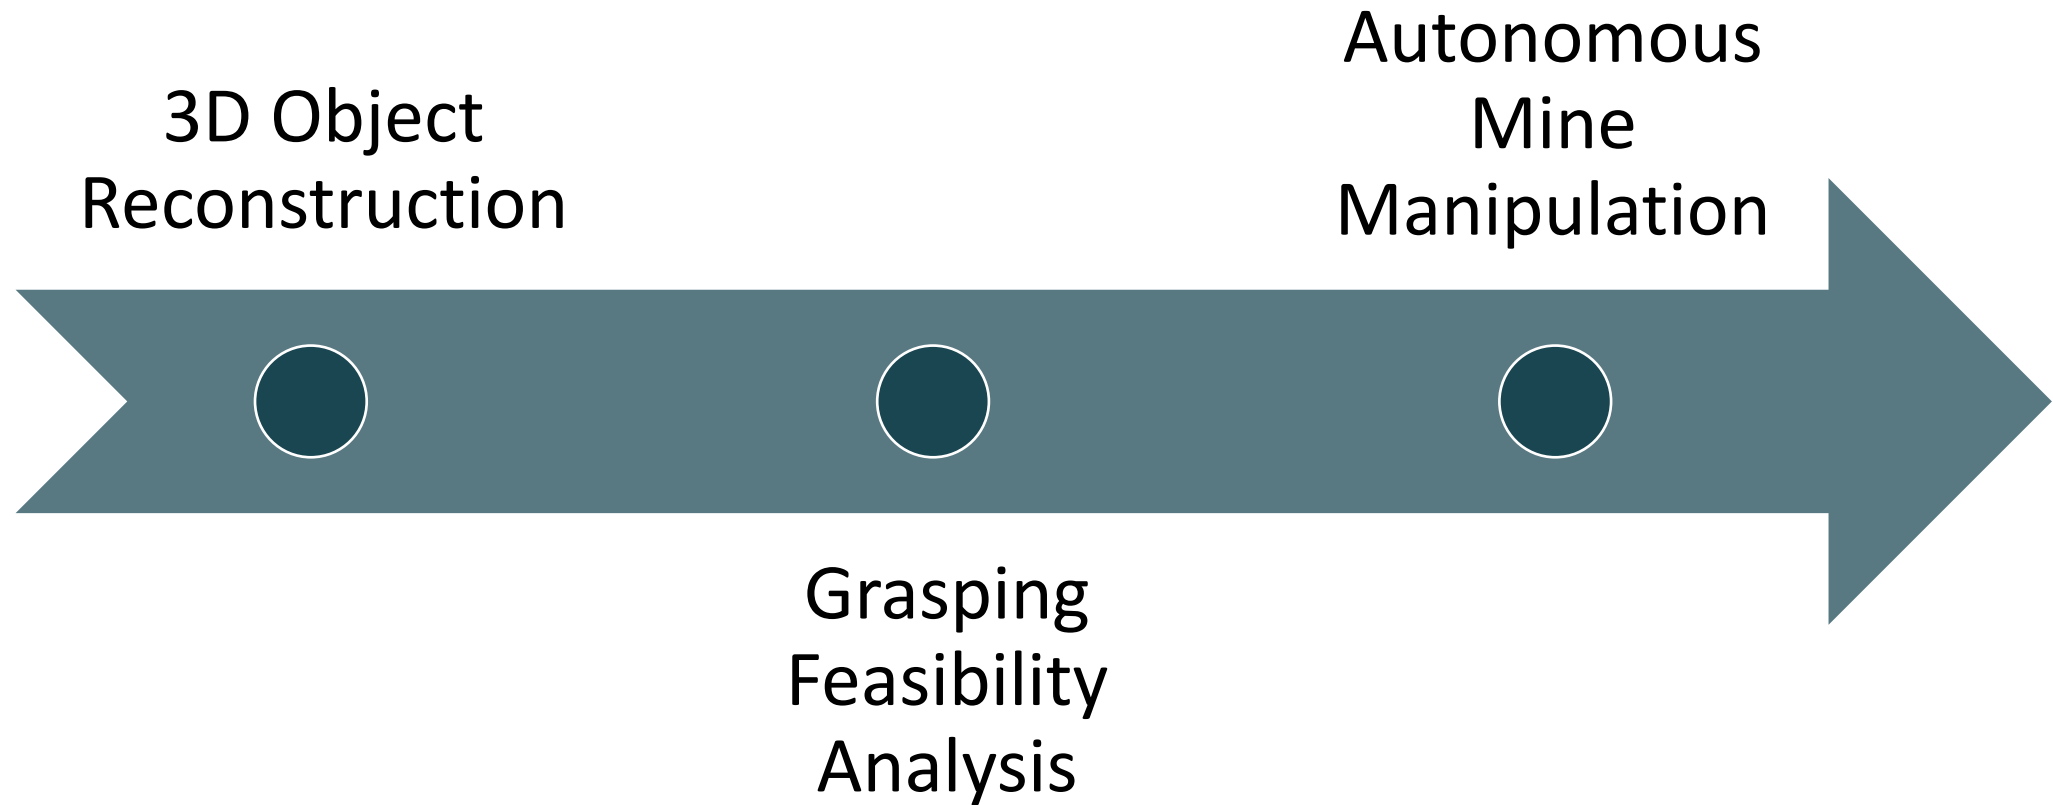 3D Object
Reconstruction
Grasping
Feasibility
Analysis
Autonomous
Mine
Manipulation